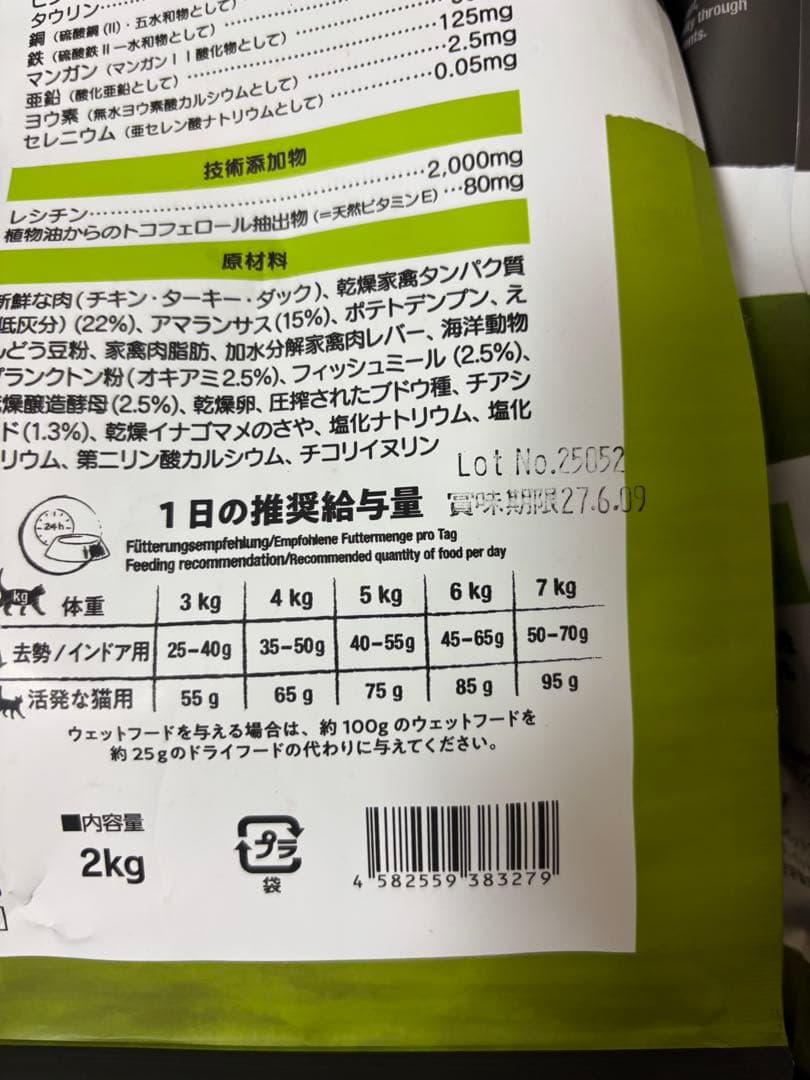 タウリン
銅（硫酸銅(II)・五水和物として）
鉄（硫酸鉄II一水和物として）
マンガン（マンガンII酸化物として）
125mg
亜鉛（酸化亜鉛として）
2.5mg
ヨウ素（無水ヨウ素酸カルシウムとして）
0.05mg
セレニウム（亜セレン酸ナトリウムとして）
技術添加物
レシチン…2,000mg
植物油からのトコフェロール抽出物（=天然ビタミンE）…80mg
原材料
新鮮な肉（チキン・ターキー・ダック）、乾燥家禽タンパク質
低灰分）（22%）、アマランサス（15%）、ポテトデンプン、え
どう豆粉、家禽肉脂肪、加水分解家禽肉レバー、海洋動物
プランクトン粉（オキアミ2.5%）、フィッシュミール（2.5%）、
燥醸造酵母（2.5%）、乾燥卵、圧搾されたブドウ種、チアシ
ド（1.3%）、乾燥イナゴマメのさや、塩化ナトリウム、塩化
リウム、第二リン酸カルシウム、チコリイヌリン
Lot No.25052
賞味期限27.6.09
24h
1日の推奨給与量
Fütterungsempfehlung/Empfohlene Futtermenge pro Tag
Feeding recommendation/Recommended quantity of food per day
kg 体重 3 kg 4 kg 5 kg 6 kg 7 kg
去勢/インドア用 25-40g 35-50g 40-55g 45-65g 50-70g
活発な猫用 55 g 65 g 75 g 85 g 95 g
ウェットフードを与える場合は、約100gのウェットフードを
約25gのドライフードの代わりに与えてください。
■内容量
2kg
プラ
袋
4 582559 383279
through